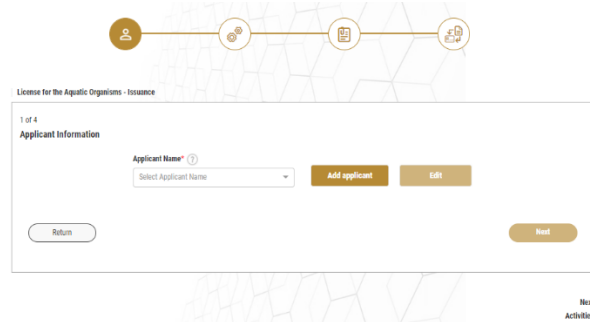 License for the Aquatic Organisms - Issuance
1 of 4
Applicant Information
Applicant Name* ?
Select Applicant Name
Add applicant
Edit
Return
Next